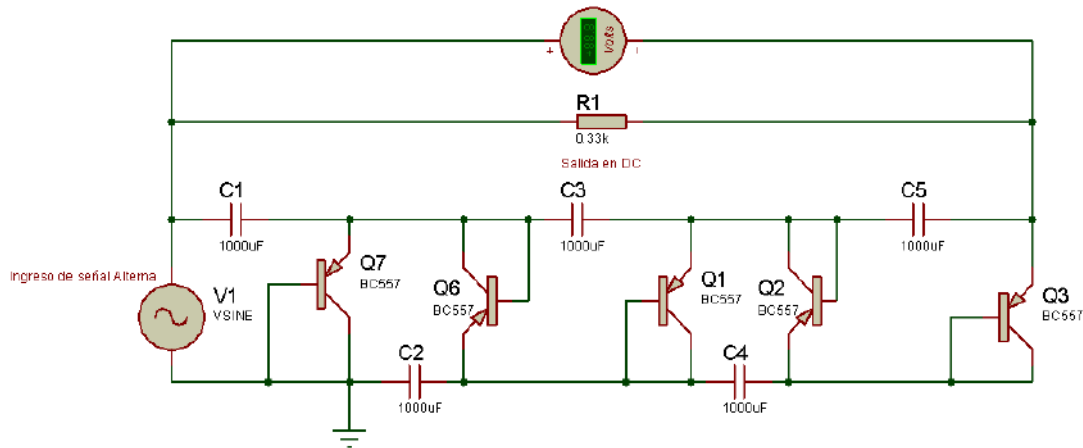 Volts
+
R1
0.33k
Salida en DC
C1
1000uF
C3
1000uF
C5
1000uF
Ingreso de señal Alterna
V1
VSINE
Q7
BC557
Q6
BC557
Q1
BC557
Q2
BC557
Q3
BC557
C2
1000uF
C4
1000uF